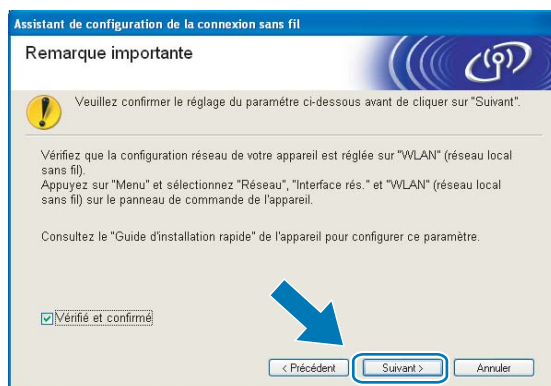 Assistant de configuration de la connexion sans fil
Remarque importante
Veuillez confirmer le réglage du paramétre ci-dessous avant de cliquer sur "Suivant".
Vérifiez que la configuration réseau de votre appareil est réglée sur "WLAN" (réseau local
sans fil).
Appuyez sur "Menu" et sélectionnez "Réseau", "Interface rés." et "WLAN" (réseau local
sans fil) sur le panneau de commande de l'appareil.
Consultez le "Guide d'installation rapide" de l'appareil pour configurer ce paramètre.
Vérifié et confirmé
< Précédent
Suivant >
Annuler